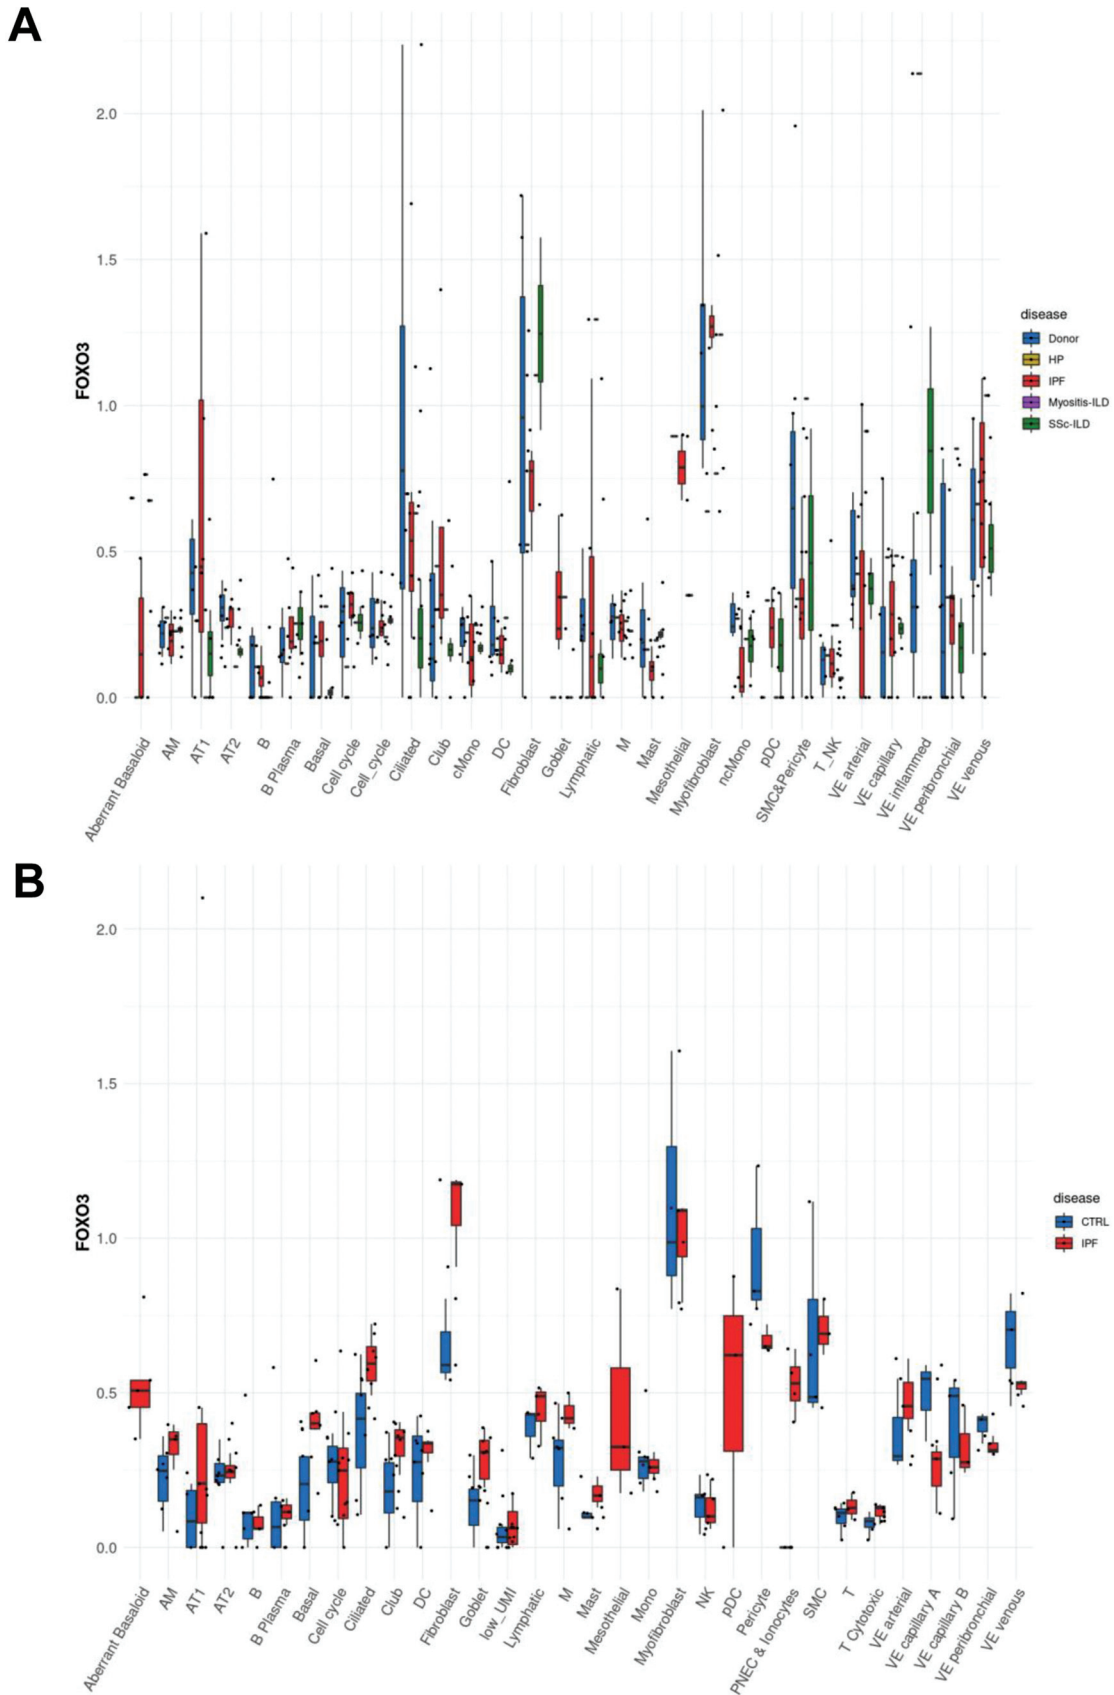 A
2.0
1.5
1.0
0.5
0.0
FOXO3
disease
Donor
HP
IPF
Myositis-ILD
SSc-ILD
Aberrant Basaloid
AM
AT1
AT2
B
B Plasma
Basal
Cell cycle
Cell_cycle
Ciliated
Club
cMono
DC
Fibroblast
Goblet
Lymphatic
M
Mast
Mesothelial
Myofibroblast
ncMono
pDC
SMC&Pericyte
T_NK
VE arterial
VE capillary
VE inflammed
VE peribronchial
VE venous
B
2.0
1.5
1.0
0.5
0.0
FOXO3
disease
CTRL
IPF
Aberrant Basaloid
AM
AT1
AT2
B
B Plasma
Basal
Cell cycle
Ciliated
Club
DC
Fibroblast
Goblet
low_UMI
Lymphatic
M
Mast
Mesothelial
Mono
Myofibroblast
NK
pDC
Pericyte
PNEC & Ionocytes
SMC
T
T Cytotoxic
VE arterial
VE capillary A
VE capillary B
VE peribronchial
VE venous